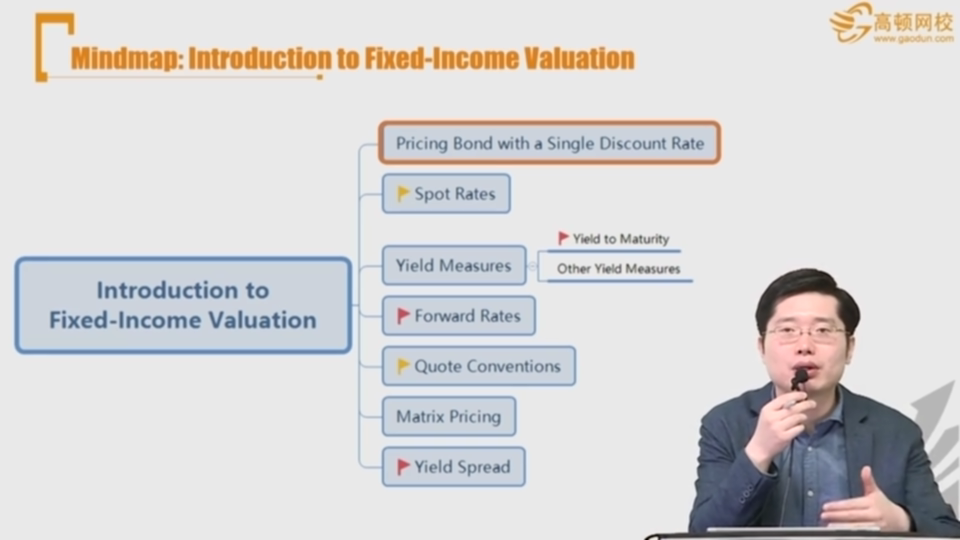 高顿网校
www.gaodun.com
Mindmap: Introduction to Fixed-Income Valuation
Pricing Bond with a Single Discount Rate
Spot Rates
Yield to Maturity
Yield Measures
Other Yield Measures
Introduction to
Fixed-Income Valuation
Forward Rates
Quote Conventions
Matrix Pricing
Yield Spread